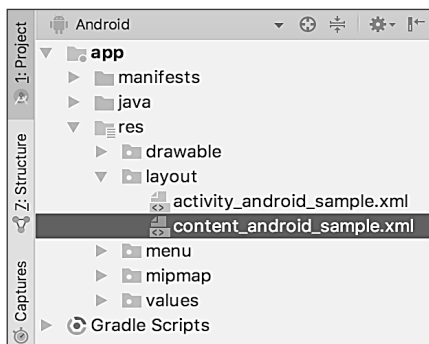 Android
app
manifests
java
res
drawable
layout
activity_android_sample.xml
content_android_sample.xml
menu
mipmap
values
Gradle Scripts
1: Project
Z: Structure
Captures